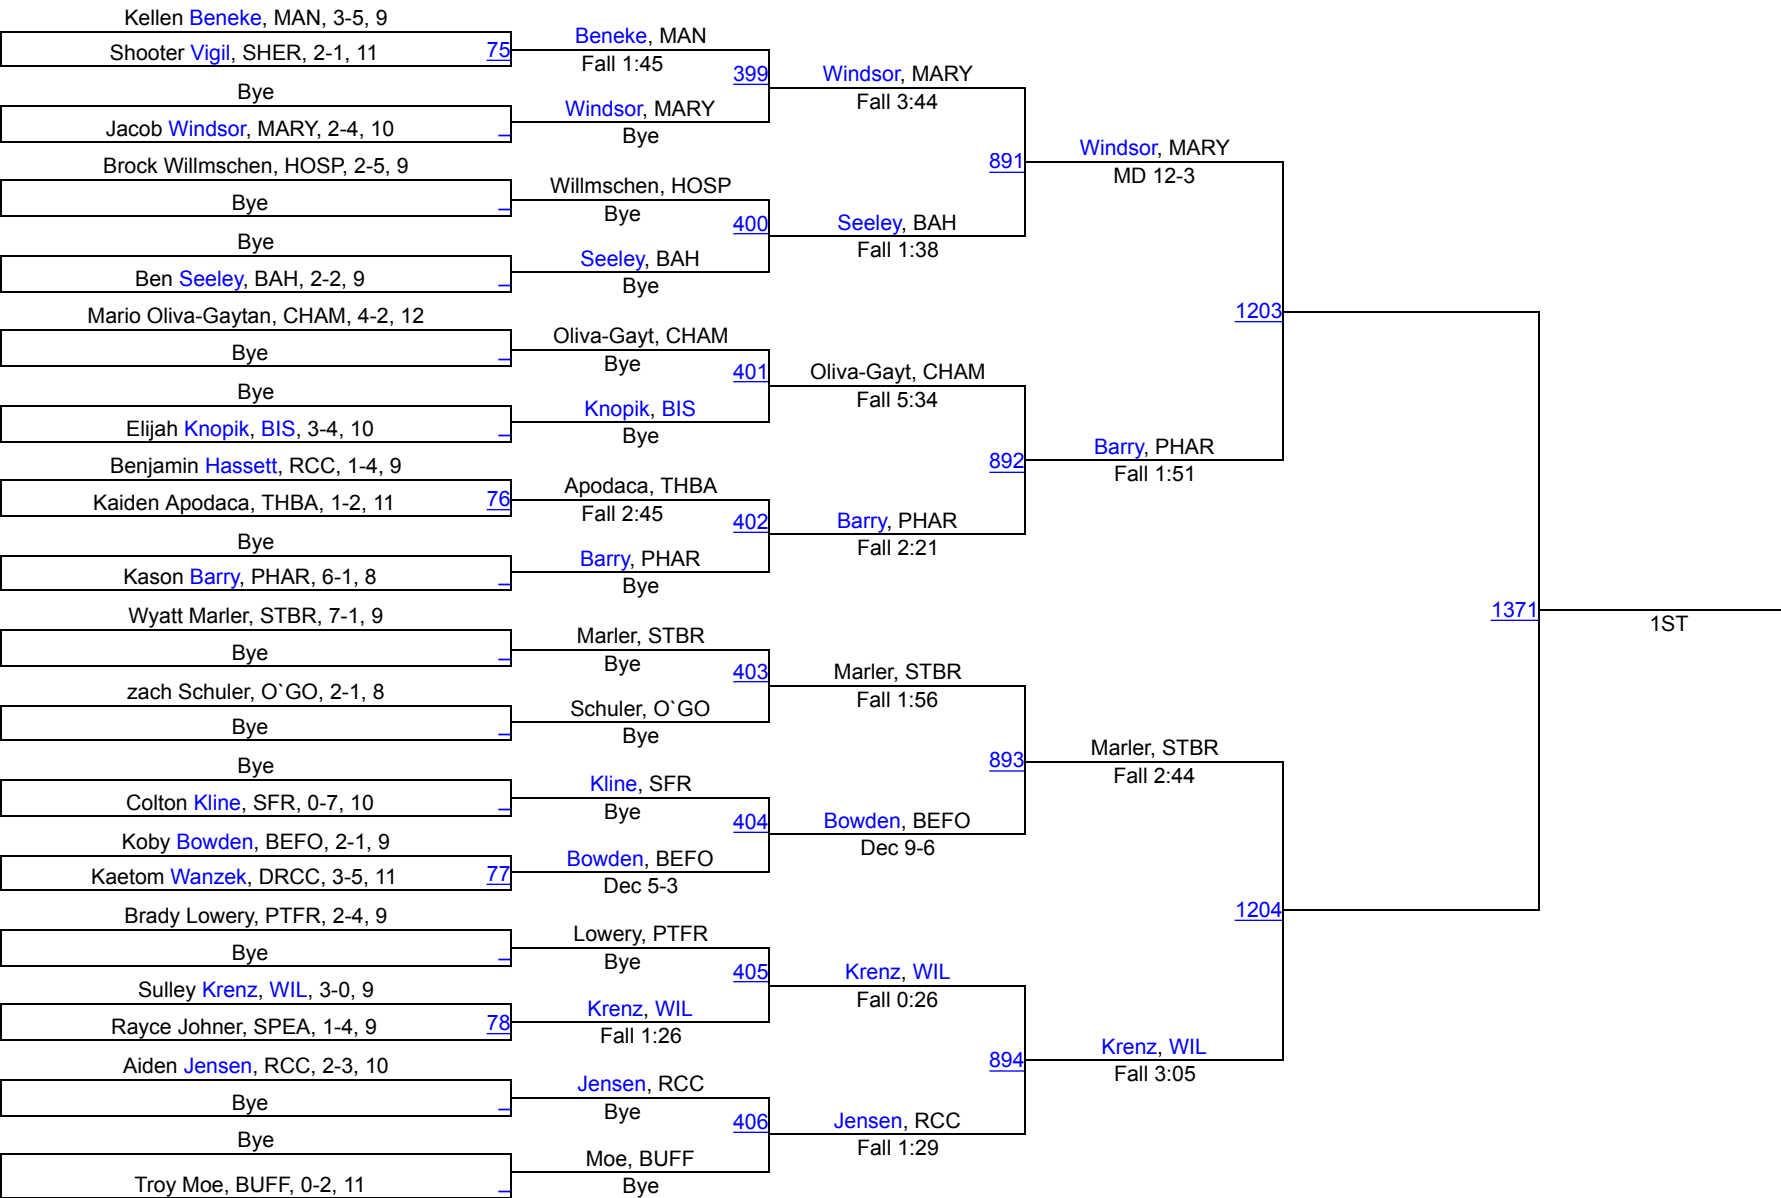 Kellen Beneke, MAN, 3-5, 9
Shooter Vigil, SHER, 2-1, 11
75
Bye
Jacob Windsor, MARY, 2-4, 10
Brock Willmschen, HOSP, 2-5, 9
Bye
Bye
Ben Seeley, BAH, 2-2, 9
Mario Oliva-Gaytan, CHAM, 4-2, 12
Bye
Bye
Elijah Knopik, BIS, 3-4, 10
Benjamin Hassett, RCC, 1-4, 9
Kaiden Apodaca, THBA, 1-2, 11
76
Bye
Kason Barry, PHAR, 6-1, 8
Wyatt Marler, STBR, 7-1, 9
Bye
zach Schuler, O`GO, 2-1, 8
Bye
Bye
Colton Kline, SFR, 0-7, 10
Koby Bowden, BEFO, 2-1, 9
Kaetom Wanzek, DRCC, 3-5, 11
77
Brady Lowery, PTFR, 2-4, 9
Bye
Sulley Krenz, WIL, 3-0, 9
Rayce Johner, SPEA, 1-4, 9
78
Aiden Jensen, RCC, 2-3, 10
Bye
Bye
Troy Moe, BUFF, 0-2, 11
Beneke, MAN
Fall 1:45
399
Windsor, MARY
Bye
Willmschen, HOSP
Bye
400
Seeley, BAH
Bye
Oliva-Gayt, CHAM
Bye
401
Knopik, BIS
Bye
Apodaca, THBA
Fall 2:45
402
Barry, PHAR
Bye
Marler, STBR
Bye
403
Schuler, O`GO
Bye
Kline, SFR
Bye
404
Bowden, BEFO
Dec 5-3
Lowery, PTFR
Bye
405
Krenz, WIL
Fall 1:26
Jensen, RCC
Bye
406
Moe, BUFF
Bye
Windsor, MARY
Fall 3:44
891
Seeley, BAH
Fall 1:38
Oliva-Gayt, CHAM
Fall 5:34
892
Barry, PHAR
Fall 2:21
Marler, STBR
Fall 1:56
893
Bowden, BEFO
Dec 9-6
Krenz, WIL
Fall 0:26
894
Jensen, RCC
Fall 1:29
Windsor, MARY
MD 12-3
1203
Barry, PHAR
Fall 1:51
Marler, STBR
Fall 2:44
1204
Krenz, WIL
Fall 3:05
1371
1ST